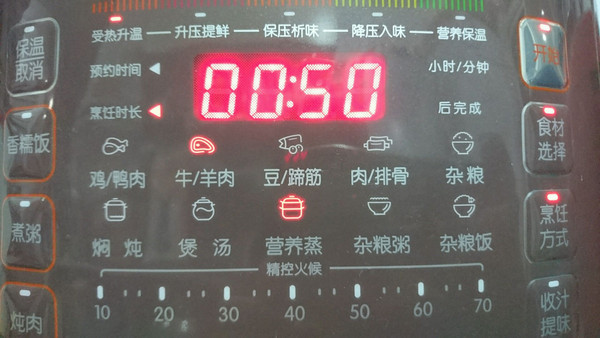 受热升温 升压提鲜 保压析味 降压入味 营养保温
保温
取消
预约时间
00:50
小时/分钟
烹饪时长
后完成
香糯饭
食材
选择
鸡/鸭肉 牛/羊肉 豆/蹄筋 肉/排骨 杂粮
煮粥
烹饪
方式
焖炖 煲汤 营养蒸 杂粮粥 杂粮饭
精控火候
10 20 30 40 50 60 70
炖肉
收汁
提味